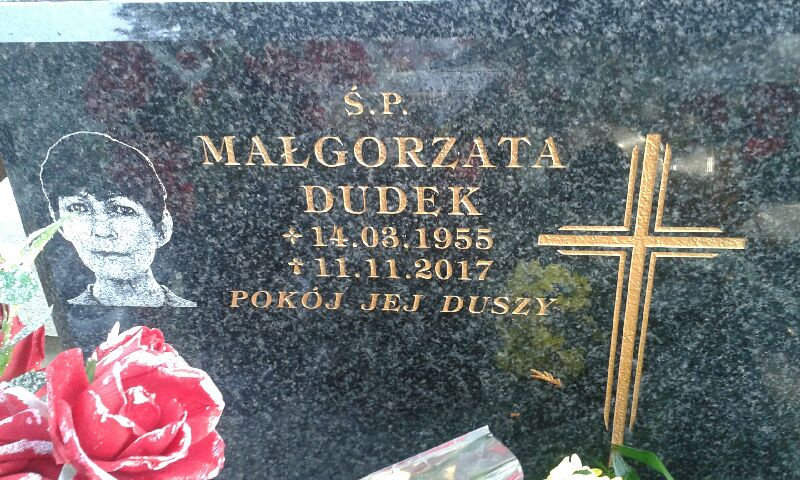 Ś.P.
MAŁGORZATA
DUDEK
14.03.1955
11.11.2017
POKÓJ JEJ DUSZY